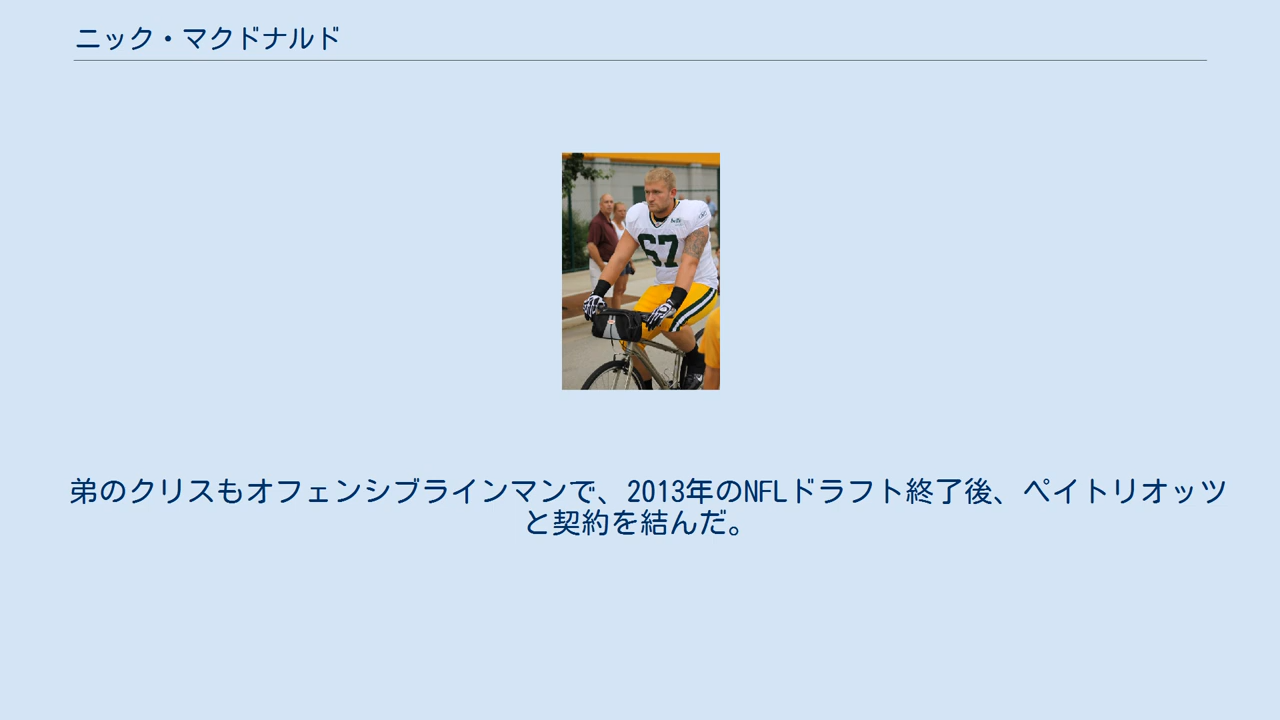 ニック・マクドナルド
67
弟のクリスもオフェンシブラインマンで、2013年のNFLドラフト終了後、ペイトリオッツ
と契約を結んだ。